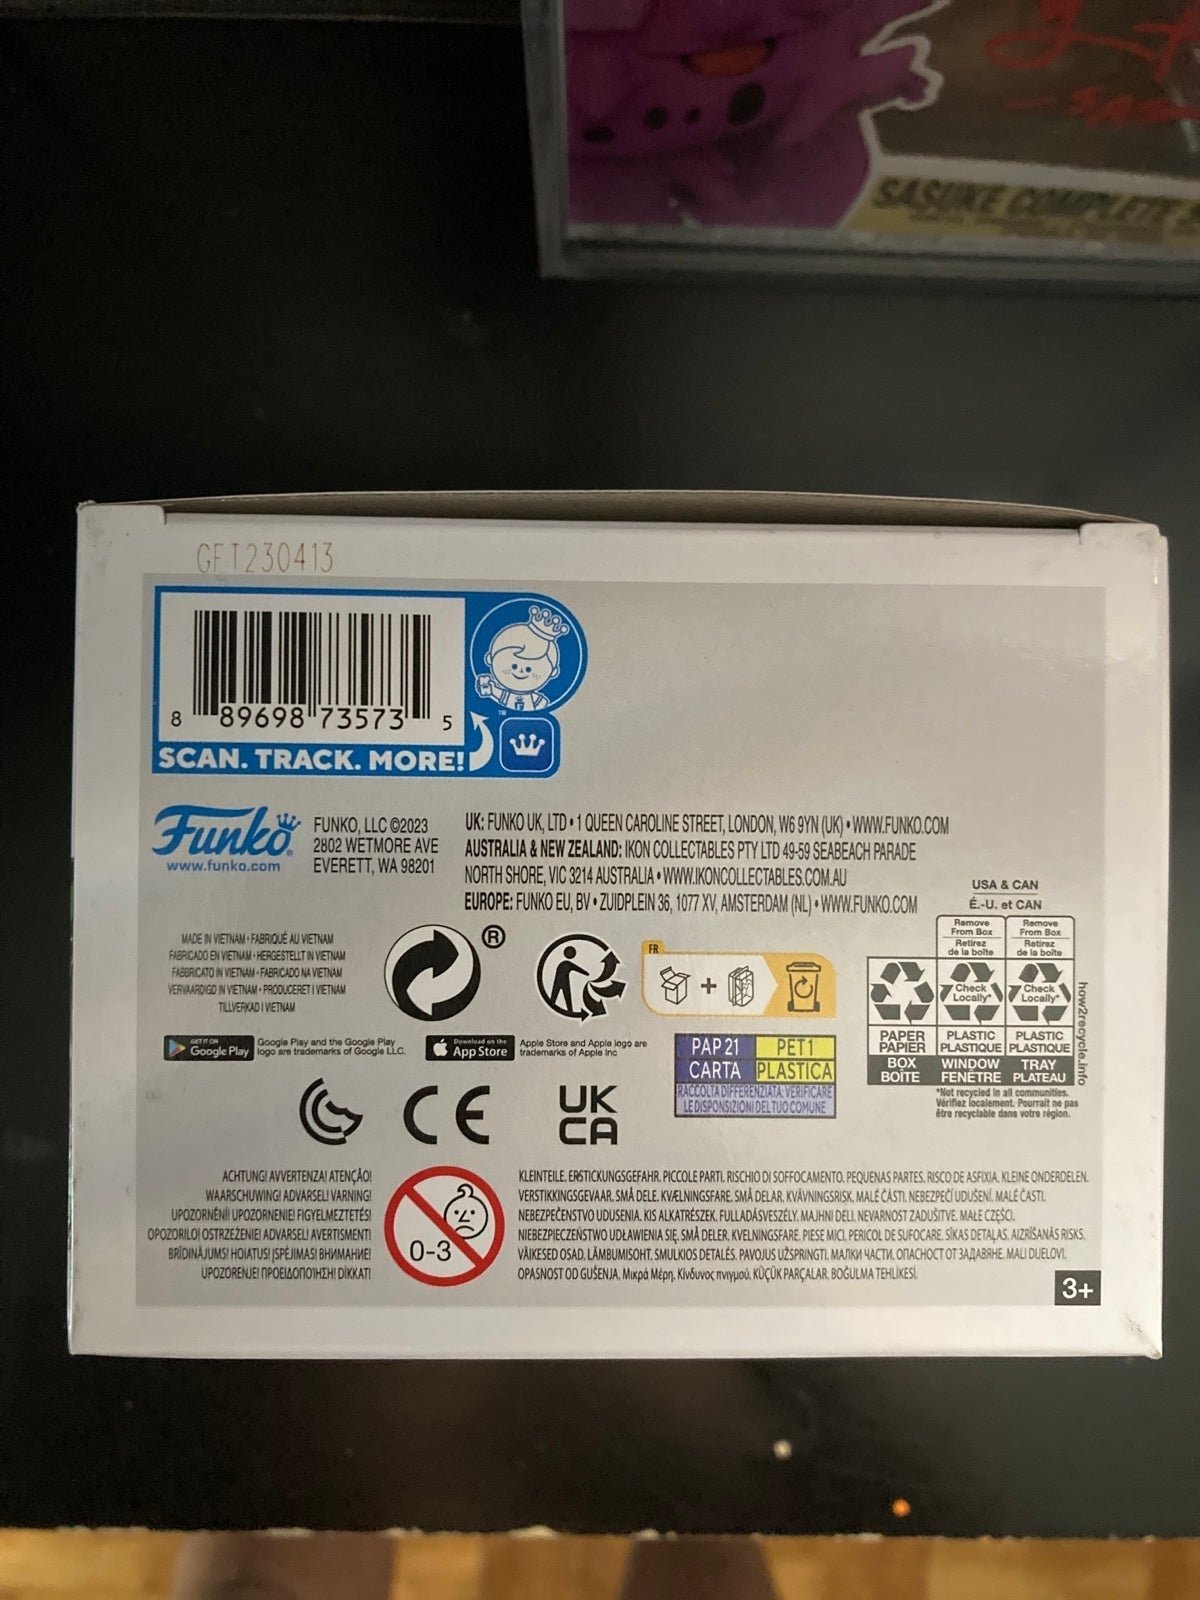 SASUKE COMPLETE
GFT230413
8 89698 73573 5
SCAN. TRACK. MORE!
TM
Funko
www.funko.com
FUNKO, LLC ©2023
2802 WETMORE AVE
EVERETT, WA 98201
UK: FUNKO UK, LTD • 1 QUEEN CAROLINE STREET, LONDON, W6 9YN (UK) • WWW.FUNKO.COM
AUSTRALIA & NEW ZEALAND: IKON COLLECTABLES PTY LTD 49-59 SEABEACH PARADE
NORTH SHORE, VIC 3214 AUSTRALIA • WWW.IKONCOLLECTABLES.COM.AU
EUROPE: FUNKO EU, BV • ZUIDPLEIN 36, 1077 XV, AMSTERDAM (NL) • WWW.FUNKO.COM
MADE IN VIETNAM • FABRIQUÉ AU VIETNAM
FABRICADO EN VIETNAM • HERGESTELLT IN VIETNAM
FABBRICATO IN VIETNAM • FABRICADO NA VIETNAM
VERVAARDIGD IN VIETNAM • PRODUCERET I VIETNAM
TILLVERKAD I VIETNAM
®
FR
+
USA & CAN
É.-U. et CAN
Remove From Box
Retirez de la boîte
Check Locally*
Remove From Box
Retirez de la boîte
Check Locally*
PAPER
PAPIER
BOX
BOÎTE
PLASTIC
PLASTIQUE
WINDOW
FENÊTRE
PLASTIC
PLASTIQUE
TRAY
PLATEAU
how2recycle.info
*Not recycled in all communities.
Vérifiez localement. Pourrait ne pas
être recyclable dans votre région.
GET IT ON
Google Play
Google Play and the Google Play
logo are trademarks of Google LLC.
Download on the
App Store
Apple Store and Apple logo are
trademarks of Apple Inc
PAP 21
CARTA
PET 1
PLASTICA
RACCOLTA DIFFERENZIATA: VERIFICARE
LE DISPONSIZIONI DEL TUO COMUNE
CE
UK
CA
ACHTUNG! AVVERTENZA! ATENÇÃO!
WAARSCHUWING! ADVARSEL! VARNING!
UPOZORNĚNÍ! UPOZORNENIE! FIGYELMEZTETÉS!
OPOZORILO! OSTRZEŻENIE! ADVARSEL! AVERTISMENT!
BRĪDINĀJUMS! HOIATUS! ĮSPĖJIMAS! ВНИМАНИЕ!
UPOZORENJE! ΠΡΟΕΙΔΟΠΟΊΗΣΗ! DİKKAT!
0-3
KLEINTEILE. ERSTICKUNGSGEFAHR. PICCOLE PARTI. RISCHIO DI SOFFOCAMENTO. PEQUENAS PARTES. RISCO DE ASFIXIA. KLEINE ONDERDELEN.
VERSTIKKINGSGEVAAR. SMÅ DELE. KVÆLNINGSFARE. SMÅ DELAR. KVÄVNINGSRISK. MALÉ ČÁSTI. NEBEZPEČÍ UDUŠENÍ. MALÉ ČASTI.
NEBEZPEČENSTVO UDUSENIA. KIS ALKATRÉSZEK. FULLADÁSVESZÉLY. MAJHNI DELI. NEVARNOST ZADUŠITVE. MAŁE CZĘŚCI.
NIEBEZPIECZEŃSTWO UDŁAWIENIA SIĘ. SMÅ DELER. KVELNINGSFARE. PIESE MICI. PERICOL DE SUFOCARE. SĪKAS DETAĻAS. AIZRĪŠANĀS RISKS.
VÄIKESED OSAD. LÄMBUMISOHT. SMULKIOS DETALĖS. PAVOJUS UŽSPRINGTI. МАЛКИ ЧАСТИ. ОПАСНОСТ ОТ ЗАДАВЯНЕ. MALI DIJELOVI.
OPASNOST OD GUŠENJA. Μικρά Μέρη. Κίνδυνος πνιγμού. KÜÇÜK PARÇALAR. BOĞULMA TEHLİKESİ.
3+